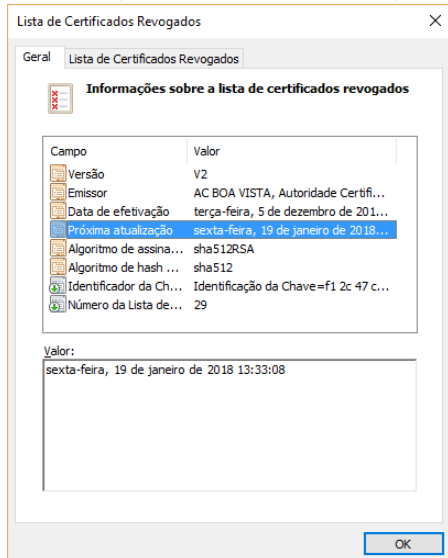 Lista de Certificados Revogados
Geral Lista de Certificados Revogados
Informações sobre a lista de certificados revogados
Campo Valor
Versão V2
Emissor AC BOA VISTA, Autoridade Certifi...
Data de efetivação terça-feira, 5 de dezembro de 201...
Próxima atualização sexta-feira, 19 de janeiro de 2018...
Algoritmo de assina... sha512RSA
Algoritmo de hash ... sha512
Identificador da Ch... Identificação da Chave=f1 2c 47 c...
Número da Lista de... 29
Valor:
sexta-feira, 19 de janeiro de 2018 13:33:08
OK